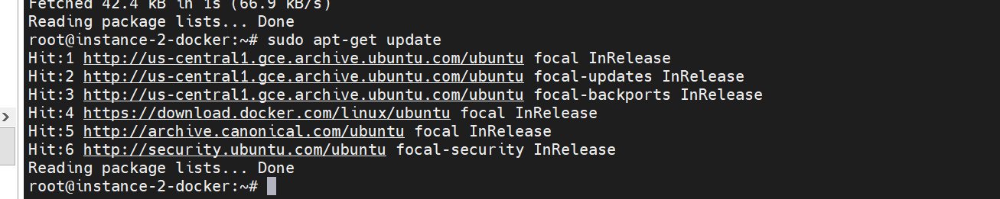 Fetched 42.4 kB in 1s (66.9 kB/s)
Reading package lists... Done
root@instance-2-docker:~# sudo apt-get update
Hit:1 http://us-central1.gce.archive.ubuntu.com/ubuntu focal InRelease
Hit:2 http://us-central1.gce.archive.ubuntu.com/ubuntu focal-updates InRelease
Hit:3 http://us-central1.gce.archive.ubuntu.com/ubuntu focal-backports InRelease
Hit:4 https://download.docker.com/linux/ubuntu focal InRelease
Hit:5 http://archive.canonical.com/ubuntu focal InRelease
Hit:6 http://security.ubuntu.com/ubuntu focal-security InRelease
Reading package lists... Done
root@instance-2-docker:~#